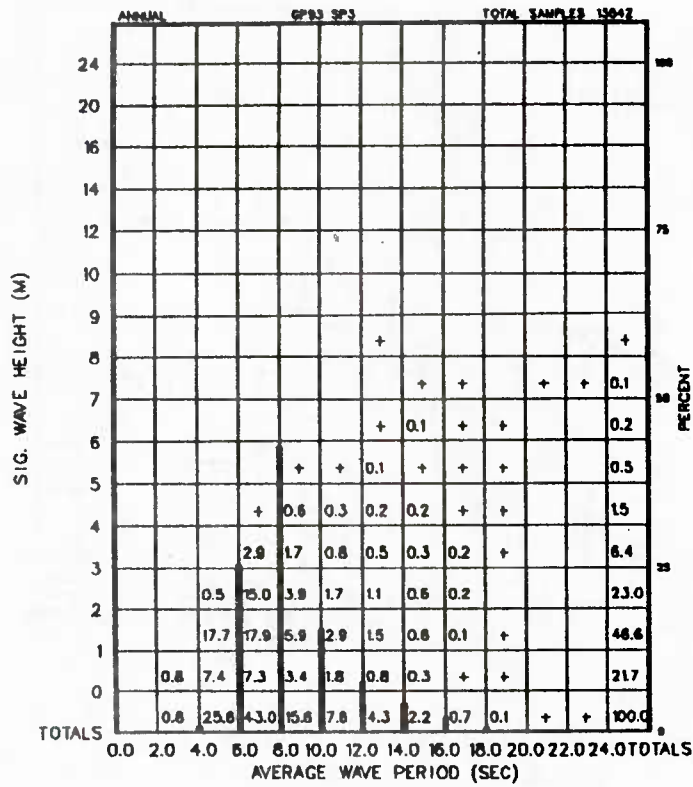 ANNUAL GPB3 SP3 TOTAL SAMPLES 13042
24 100
20
16
14
12 75
10
9
8 + +
7 + + + + 0.1
50
6 + 0.1 + + 0.2
5 + + 0.1 + + + 0.5
4 + 0.6 0.3 0.2 0.2 + + 1.5
3 2.9 1.7 0.8 0.5 0.3 0.2 + 6.4
25
2 0.5 15.0 3.9 1.7 1.1 0.6 0.2 23.0
1 17.7 17.9 5.9 2.9 1.5 0.6 0.1 + 46.6
0 0.8 7.4 7.3 3.4 1.8 0.8 0.3 + + 21.7
TOTALS 0.8 25.6 43.0 15.6 7.6 4.3 2.2 0.7 0.1 + + 100.0
0
0.0 2.0 4.0 6.0 8.0 10.0 12.0 14.0 16.0 18.0 20.0 22.0 24.0 TOTALS
AVERAGE WAVE PERIOD (SEC)
SIG. WAVE HEIGHT (M)
PERCENT